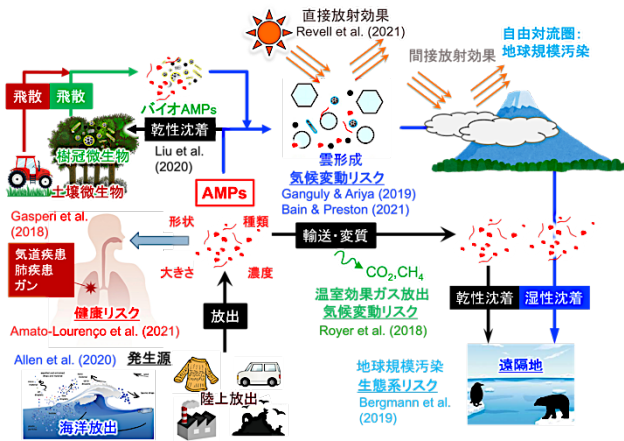 直接放射効果
Revell et al. (2021)
間接放射効果
自由対流圏:
地球規模汚染
飛散
飛散
バイオAMPs
乾性沈着
Liu et al.
(2020)
樹冠微生物
土壌微生物
AMPs
雲形成
気候変動リスク
Ganguly & Ariya (2019)
Bain & Preston (2021)
Gasperi et al.
(2018)
気道疾患
肺疾患
ガン
形状
種類
大きさ
濃度
健康リスク
Amato-Lourenço et al. (2021)
輸送・変質
CO2,CH4
温室効果ガス放出
気候変動リスク
Royer et al. (2018)
放出
乾性沈着
湿性沈着
Allen et al. (2020)
発生源
陸上放出
海洋放出
地球規模汚染
生態系リスク
Bergmann et al.
(2019)
遠隔地